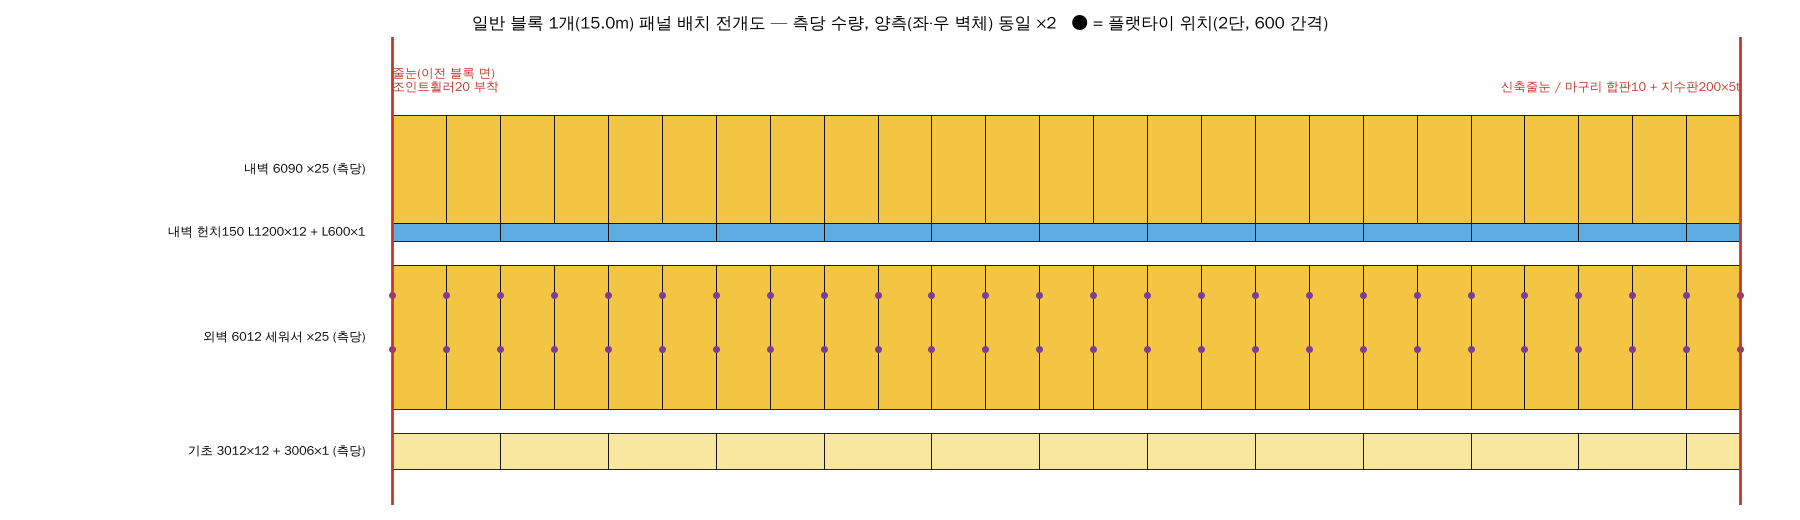 일반 블록 1개(15.0m) 패널 배치 전개도 — 측당 수량, 양측(좌·우 벽체) 동일 ×2 ● = 플랫타이 위치(2단, 600 간격)
줄눈(이전 블록 면)
조인트휠러20 부착
신축줄눈 / 마구리 합판10 + 지수판200×5t
내벽 6090 ×25 (측당)
내벽 헌치150 L1200×12 + L600×1
외벽 6012 세워서 ×25 (측당)
기초 3012×12 + 3006×1 (측당)